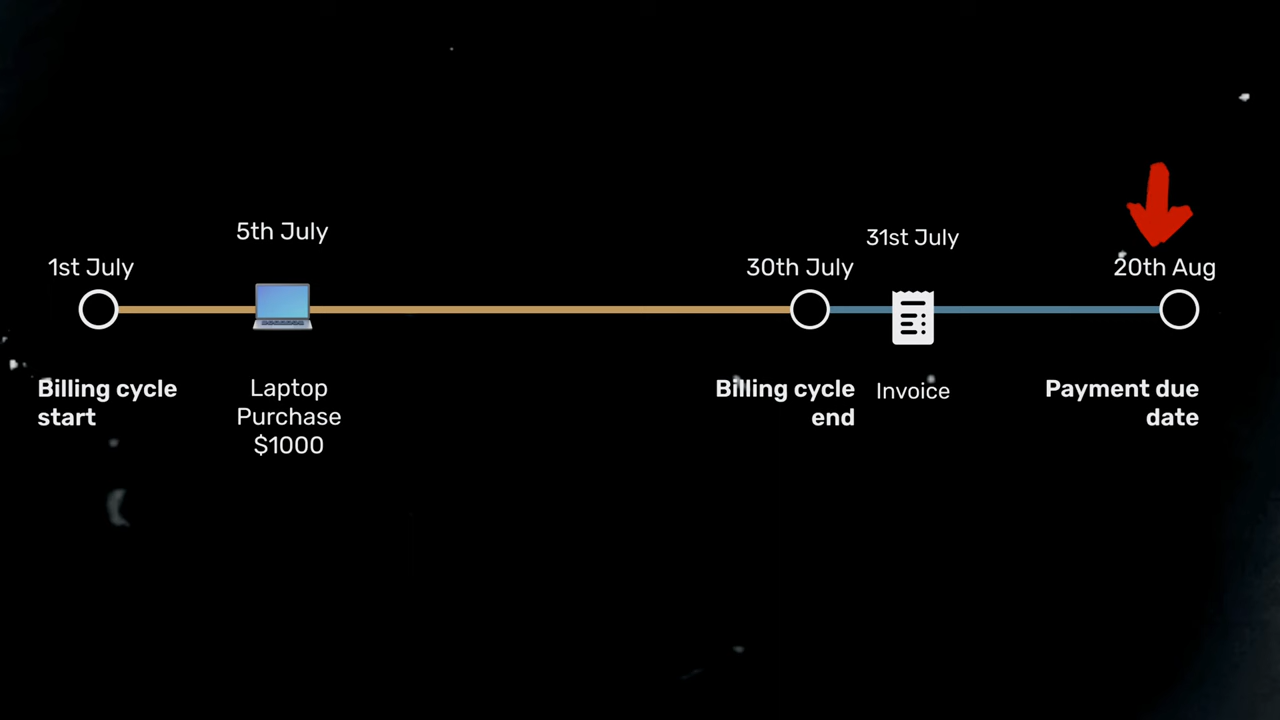 1st July
5th July
30th July
31st July
20th Aug
Billing cycle
start
Laptop
Purchase
$1000
Billing cycle
end
Invoice
Payment due
date